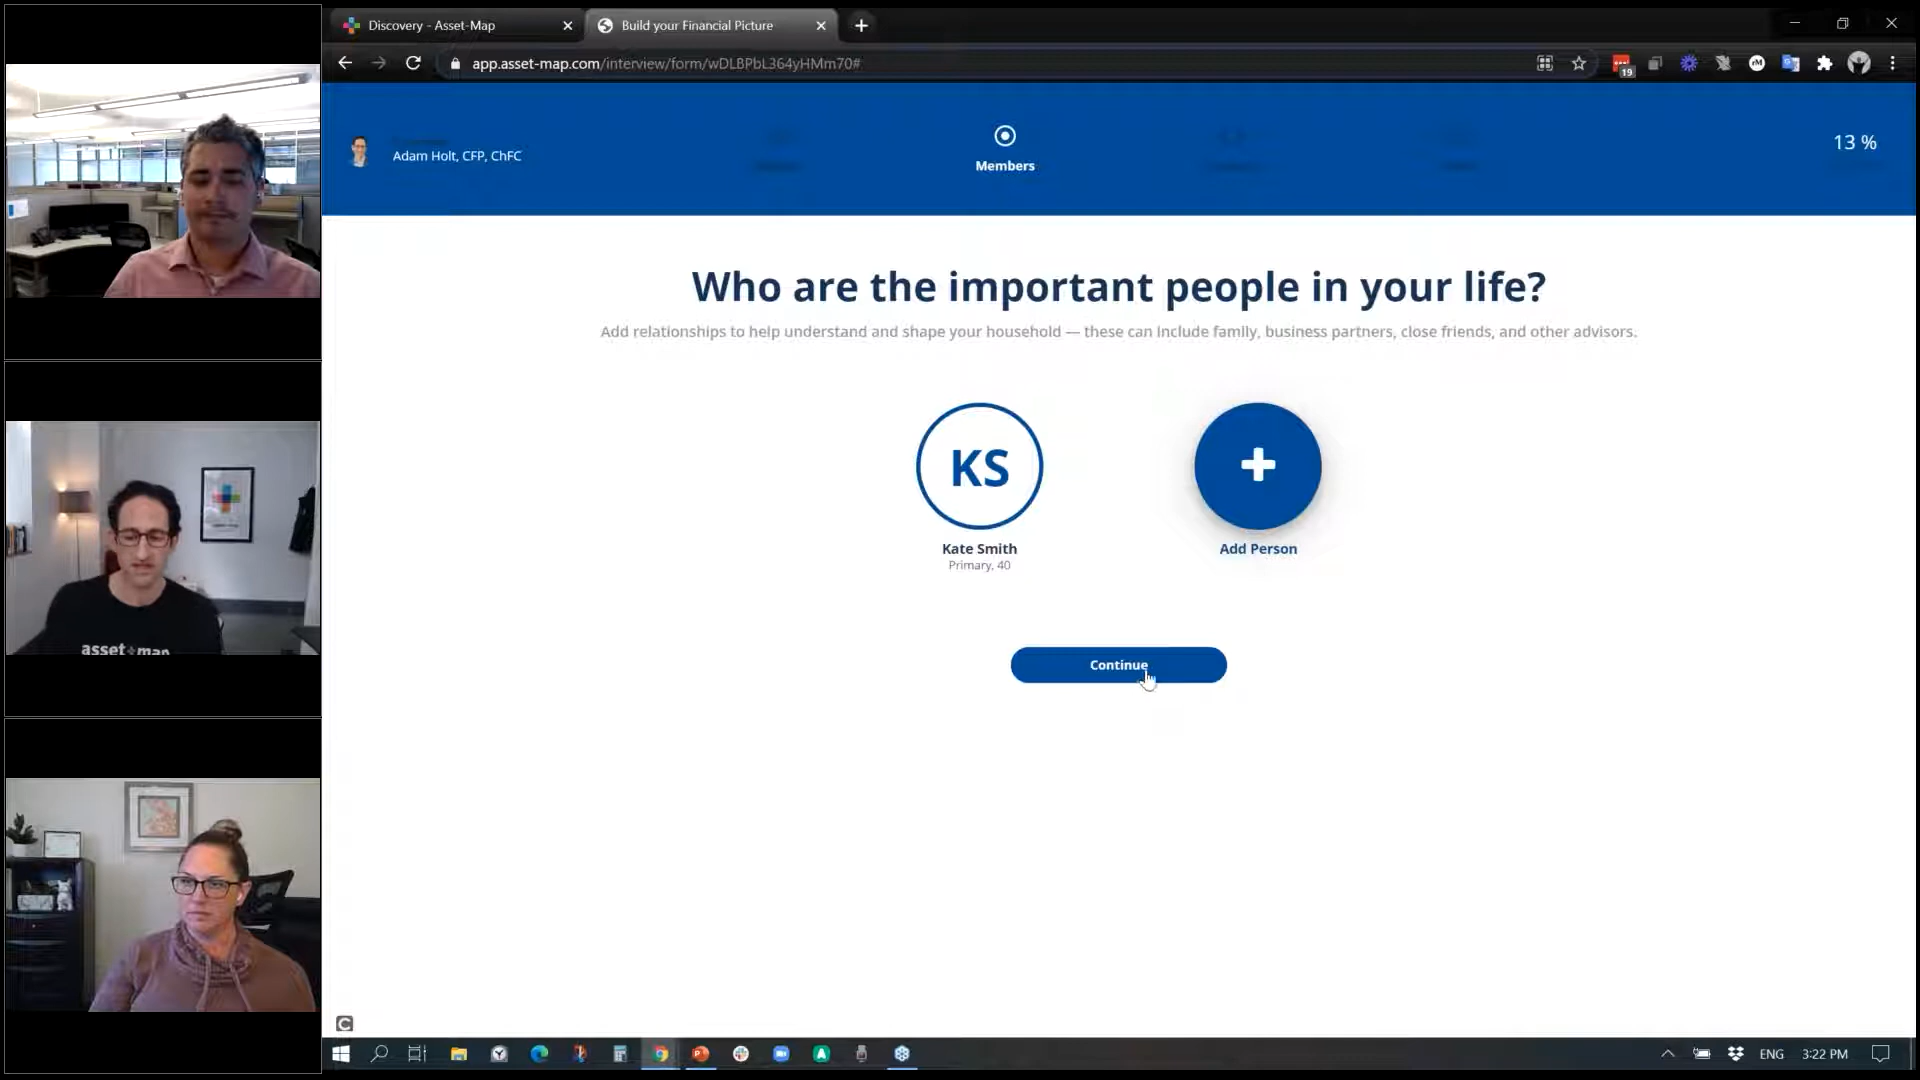 Discovery - Asset-Map
Build your Financial Picture
app.asset-map.com/interview/form/wDLBPbL364yHMm70#
19
Adam Holt, CFP, ChFC
Members
13 %
Who are the important people in your life?
Add relationships to help understand and shape your household — these can include family, business partners, close friends, and other advisors.
KS
Kate Smith
Primary, 40
Add Person
Continue
asset+map
ENG
3:22 PM